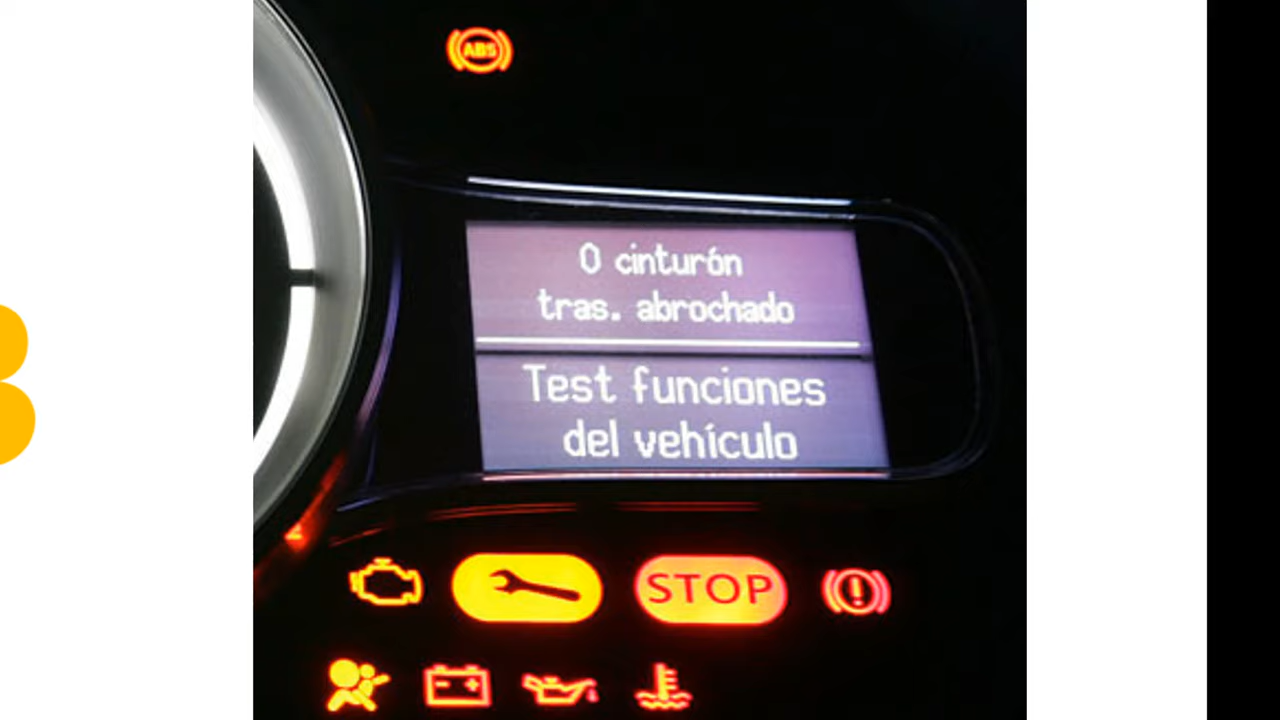 ABS
0 cinturón
tras. abrochado
Test funciones
del vehículo
STOP